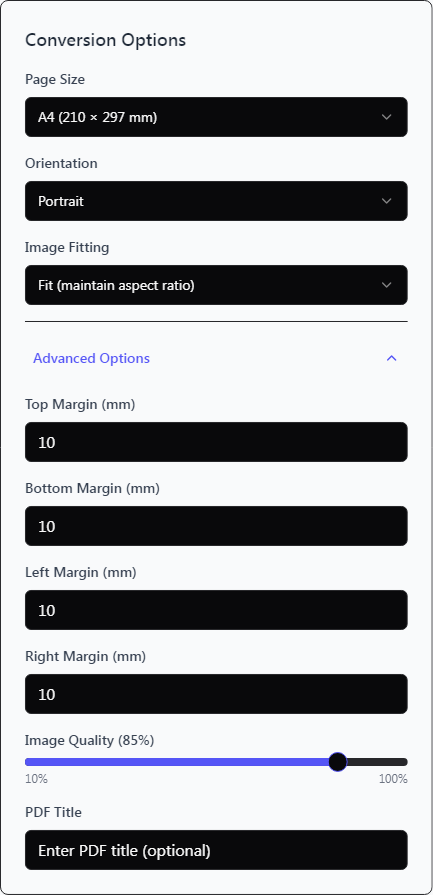 Conversion Options
Page Size
A4 (210 × 297 mm)
Orientation
Portrait
Image Fitting
Fit (maintain aspect ratio)
Advanced Options
Top Margin (mm)
10
Bottom Margin (mm)
10
Left Margin (mm)
10
Right Margin (mm)
10
Image Quality (85%)
10% 100%
PDF Title
Enter PDF title (optional)